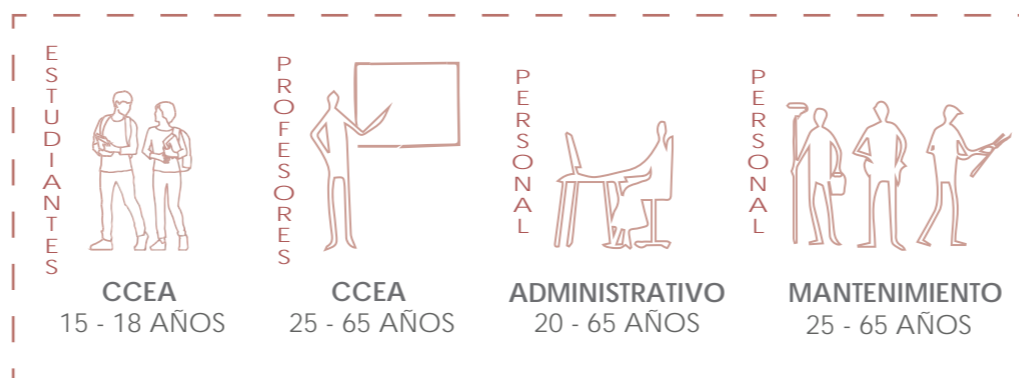 ESTUDIANTES
CCEA
15 - 18 AÑOS
PROFESORES
CCEA
25 - 65 AÑOS
PERSONAL
ADMINISTRATIVO
20 - 65 AÑOS
PERSONAL
MANTENIMIENTO
25 - 65 AÑOS